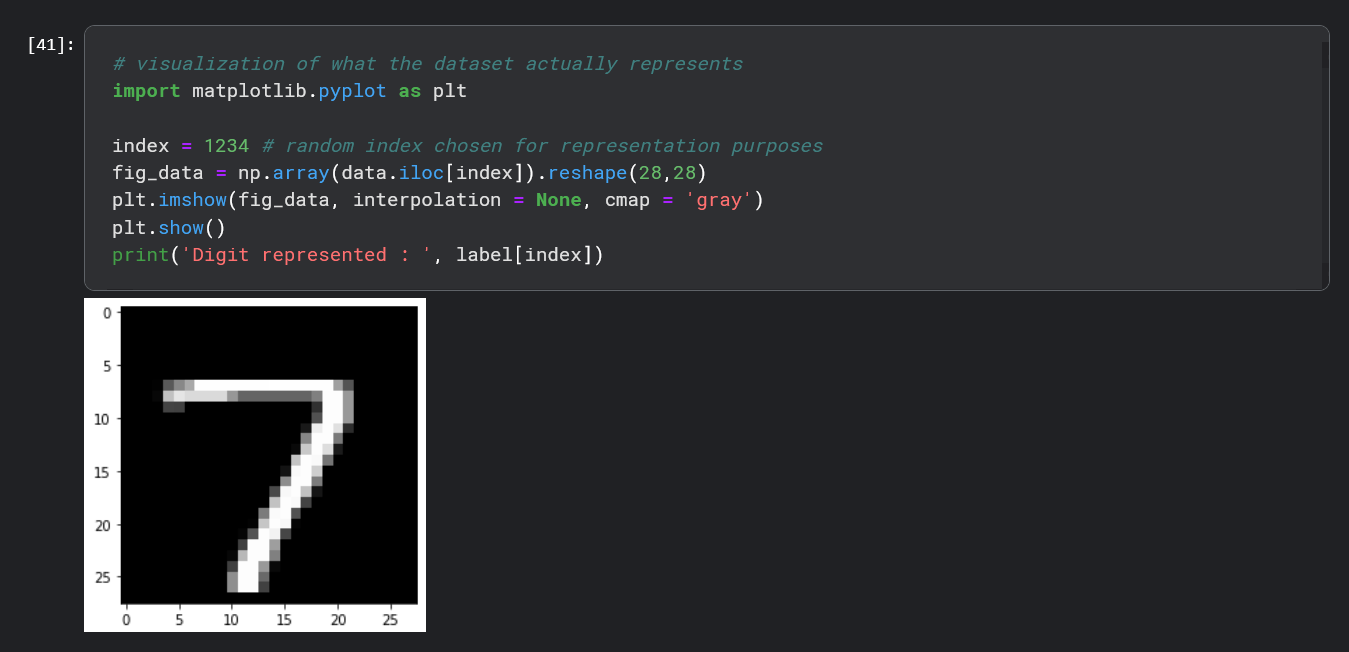 [41]:
# visualization of what the dataset actually represents
import matplotlib.pyplot as plt
index = 1234 # random index chosen for representation purposes
fig_data = np.array(data.iloc[index]).reshape(28,28)
plt.imshow(fig_data, interpolation = None, cmap = 'gray')
plt.show()
print('Digit represented : ', label[index])
0
5
10
15
20
25
0 5 10 15 20 25
7